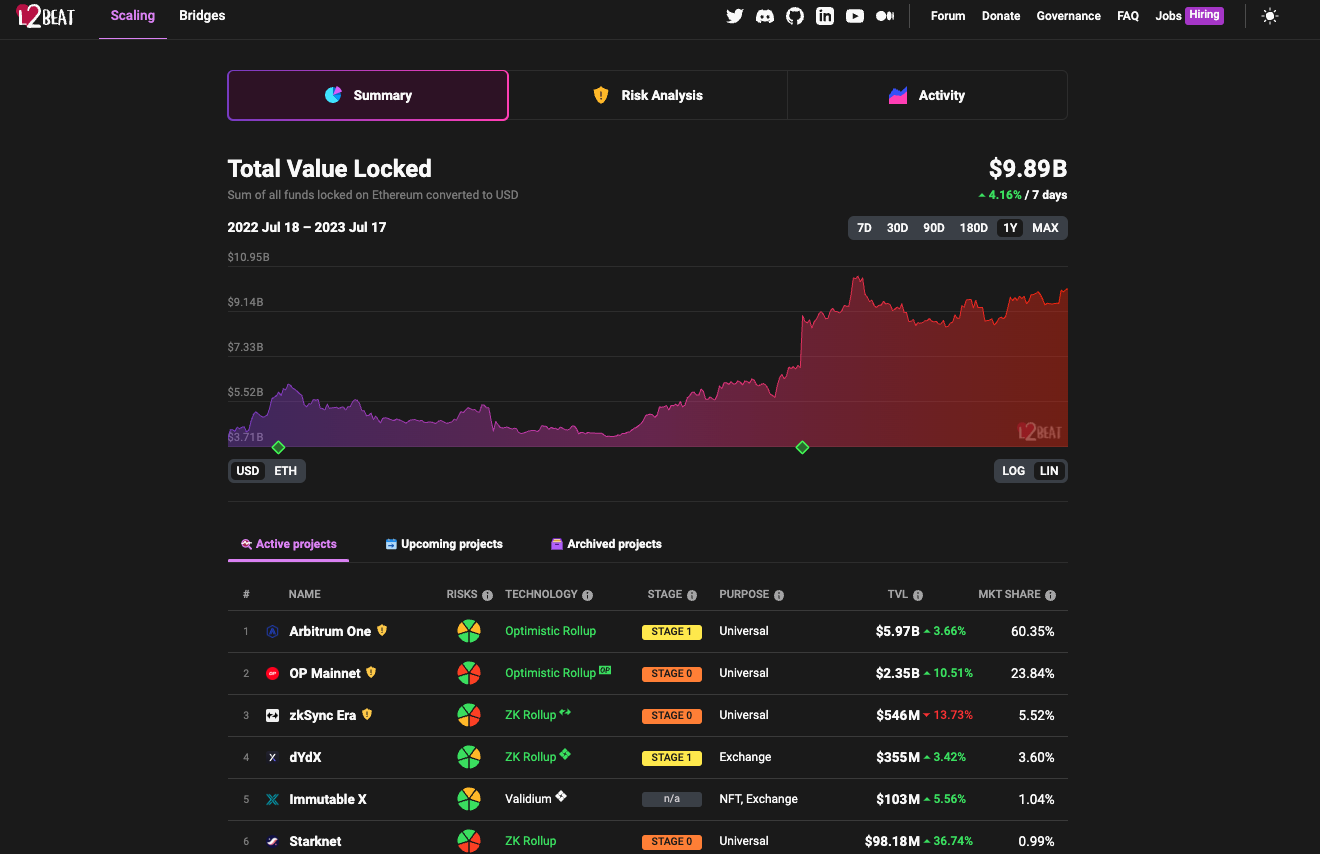 L2BEAT Scaling Bridges Forum Donate Governance FAQ Jobs Hiring
Summary Risk Analysis Activity
Total Value Locked $9.89B
Sum of all funds locked on Ethereum converted to USD 4.16% / 7 days
2022 Jul 18 – 2023 Jul 17 7D 30D 90D 180D 1Y MAX
$10.95B
$9.14B
$7.33B
$5.52B
$3.71B
L2BEAT
USD ETH LOG LIN
Active projects Upcoming projects Archived projects
# NAME RISKS TECHNOLOGY STAGE PURPOSE TVL MKT SHARE
1 Arbitrum One Optimistic Rollup STAGE 1 Universal $5.97B 3.66% 60.35%
2 OP Mainnet Optimistic Rollup OP STAGE 0 Universal $2.35B 10.51% 23.84%
3 zkSync Era ZK Rollup STAGE 0 Universal $546M 13.73% 5.52%
4 dYdX ZK Rollup STAGE 1 Exchange $355M 3.42% 3.60%
5 Immutable X Validium n/a NFT, Exchange $103M 5.56% 1.04%
6 Starknet ZK Rollup STAGE 0 Universal $98.18M 36.74% 0.99%